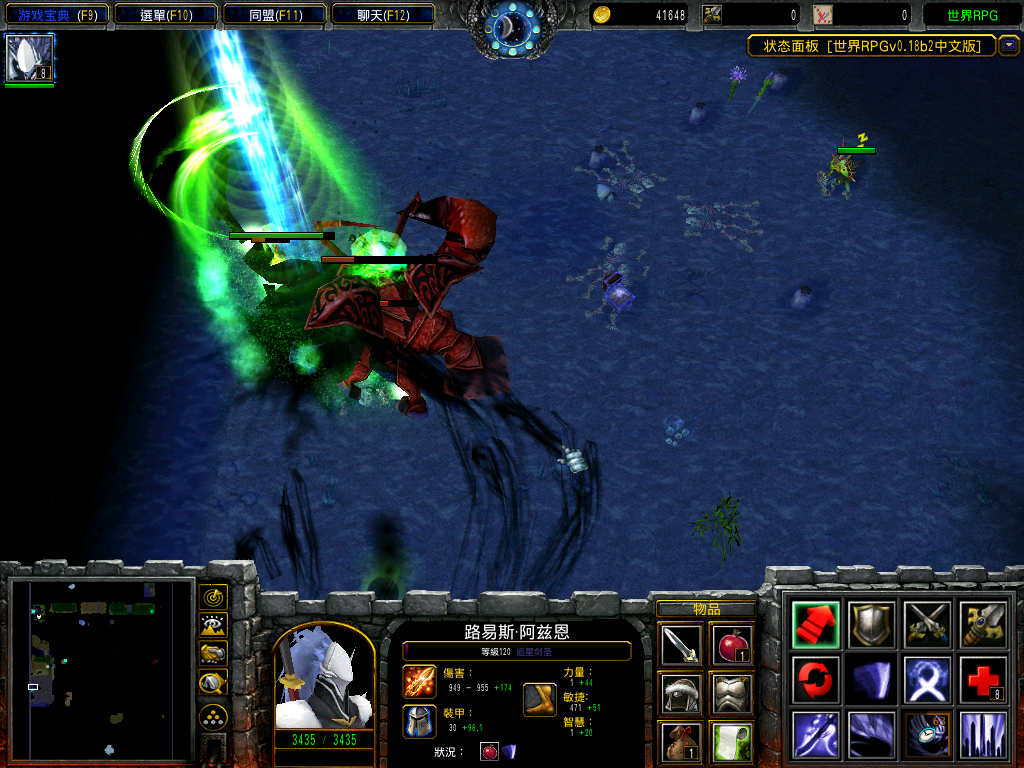 游戏宝典 (F9) 選單(F10) 同盟(F11) 聊天(F12) 41648 0 0 世界RPG
8
状态面板 [世界RPGv0.18b2中文版]
z
路易斯·阿兹恩
等級120 追星剑圣
傷害：
949 - 955 +174
裝甲：
30 +98.1
力量：
1 +44
敏捷：
471 +51
智慧：
1 +20
狀況：
3435 / 3435
物品
1
1
8